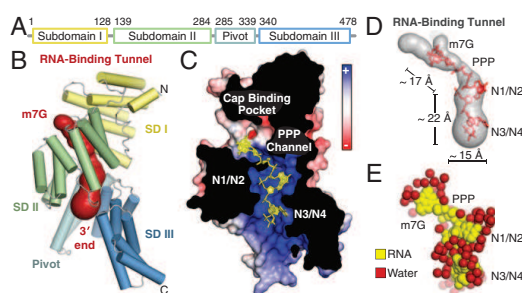 A
1 128 139 284 285 339 340 478
Subdomain I Subdomain II Pivot Subdomain III
B
RNA-Binding Tunnel
N
m7G
SD I
SD II
3′
end
SD III
Pivot
C
C
+
-
Cap Binding
Pocket
PPP
Channel
N1/N2
N3/N4
D
RNA-Binding Tunnel
m7G
PPP
~ 17 Å
N1/N2
~ 22 Å
N3/N4
~ 15 Å
E
PPP
m7G
N1/N2
RNA
Water
N3/N4